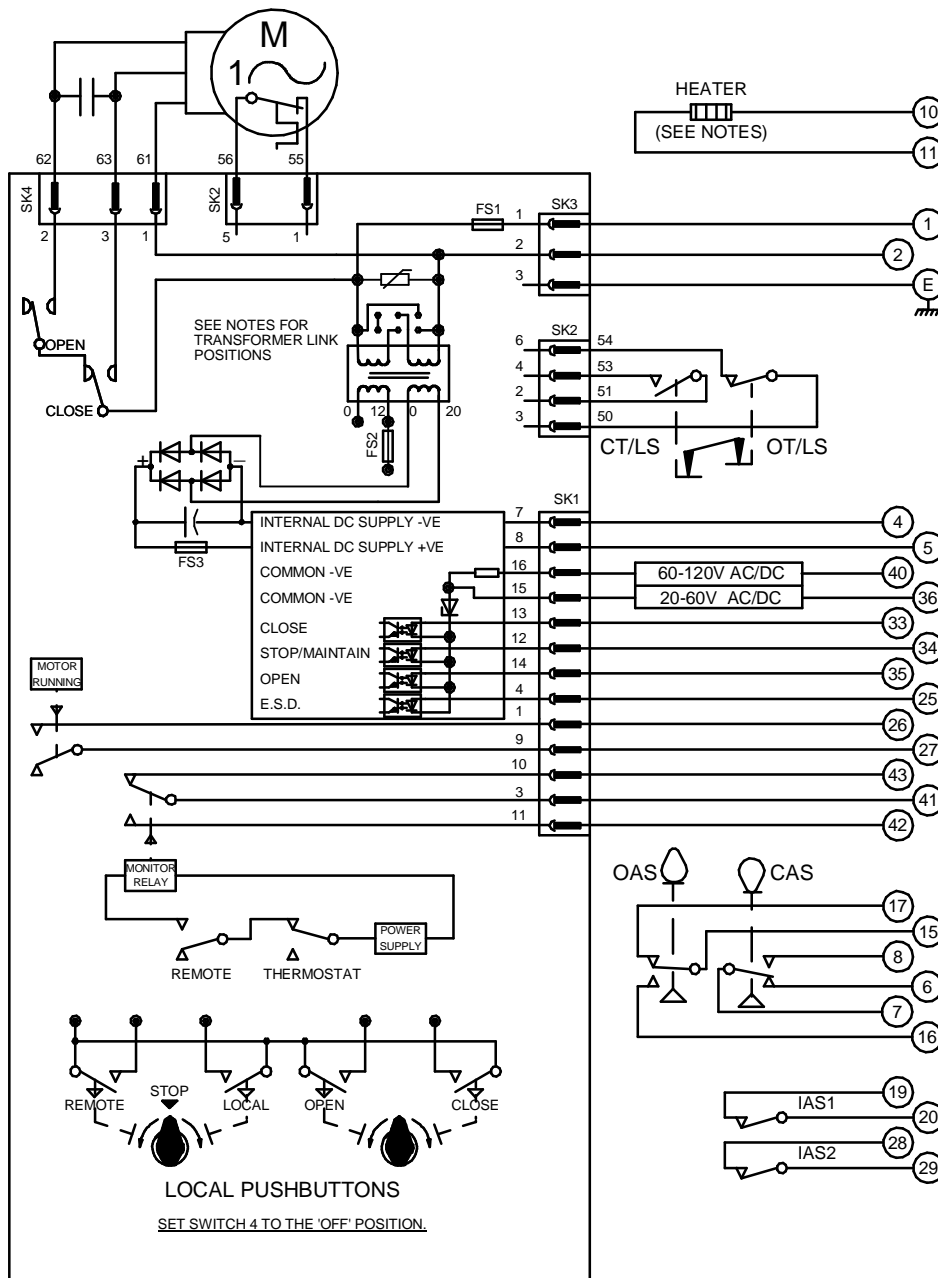 M
1
HEATER
(SEE NOTES)
10
11
62 63 61 56 55
SK4
SK2
2 3 1 5 1
FS1
SK3
1 1
2 2
3 E
SEE NOTES FOR
TRANSFORMER LINK
POSITIONS
OPEN
CLOSE
0 12 0 20
FS2
SK2
6 54
4 53
2 51
3 50
CT/LS OT/LS
+ −
FS3
SK1
INTERNAL DC SUPPLY -VE 7 4
INTERNAL DC SUPPLY +VE 8 5
COMMON -VE 16 60-120V AC/DC 40
COMMON -VE 15 20-60V AC/DC 36
CLOSE 13 33
STOP/MAINTAIN 12 34
OPEN 14 35
E.S.D. 4 25
MOTOR
RUNNING
1 26
9 27
10 43
3 41
11 42
MONITOR
RELAY
POWER
SUPPLY
REMOTE THERMOSTAT
OAS CAS
17
15
8
6
7
16
REMOTE STOP LOCAL OPEN CLOSE
LOCAL PUSHBUTTONS
SET SWITCH 4 TO THE 'OFF' POSITION.
IAS1 19
20
IAS2 28
29